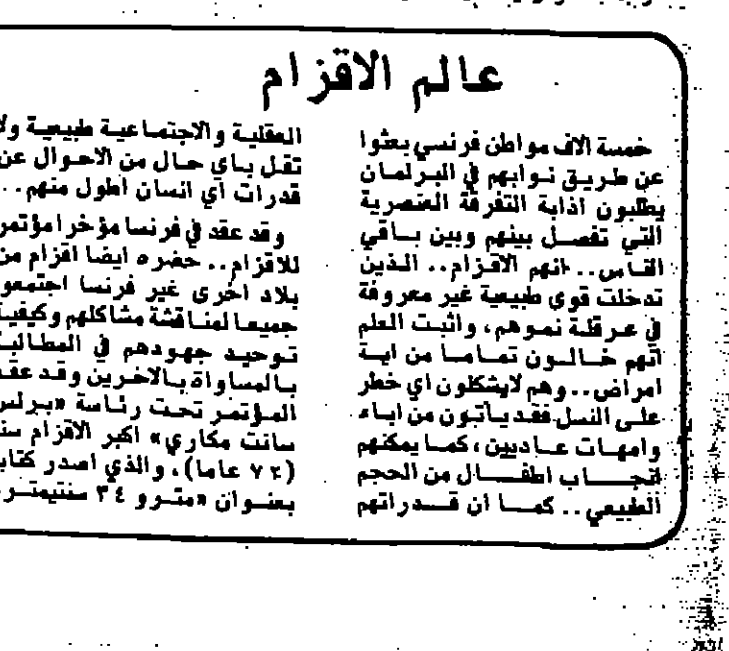 عالم الاقزام
خمسة الاف مواطن فرنسي بعثوا
عن طريق نوابهم في البرلمان
يطلبون اذابة التفرقة العنصرية
التي تفصل بينهم وبين باقي
الناس.. انهم الاقزام.. الذين
تدخلت قوى طبيعية غير معروفة
في عرقلة نموهم، واثبت العلم
انهم خالون تماما من اية
امراض.. وهم لايشكلون اي خطر
على النسل فقد يأتون من اباء
وامهات عاديين، كما يمكنهم
انجاب اطفال من الحجم
الطبيعي.. كما ان قدراتهم
العقلية والاجتماعية طبيعية ولا
تقل باي حال من الاحوال عن
قدرات أي انسان اطول منهم..
وقد عقد في فرنسا مؤخرا مؤتمر
للاقزام.. حضره ايضا اقزام من
بلاد اخرى غير فرنسا اجتمعو
جميعا لمناقشة مشاكلهم وكيفية
توحيد جهودهم في المطالبة
بالمساواة بالاخرين وقد عقد
المؤتمر تحت رئاسة «برلس
سانت مكاري» اكبر الاقزام سنا
(٧٢ عاما)، والذي اصدر كتابا
بعنوان «مترو ٣٤ سنتيمتر